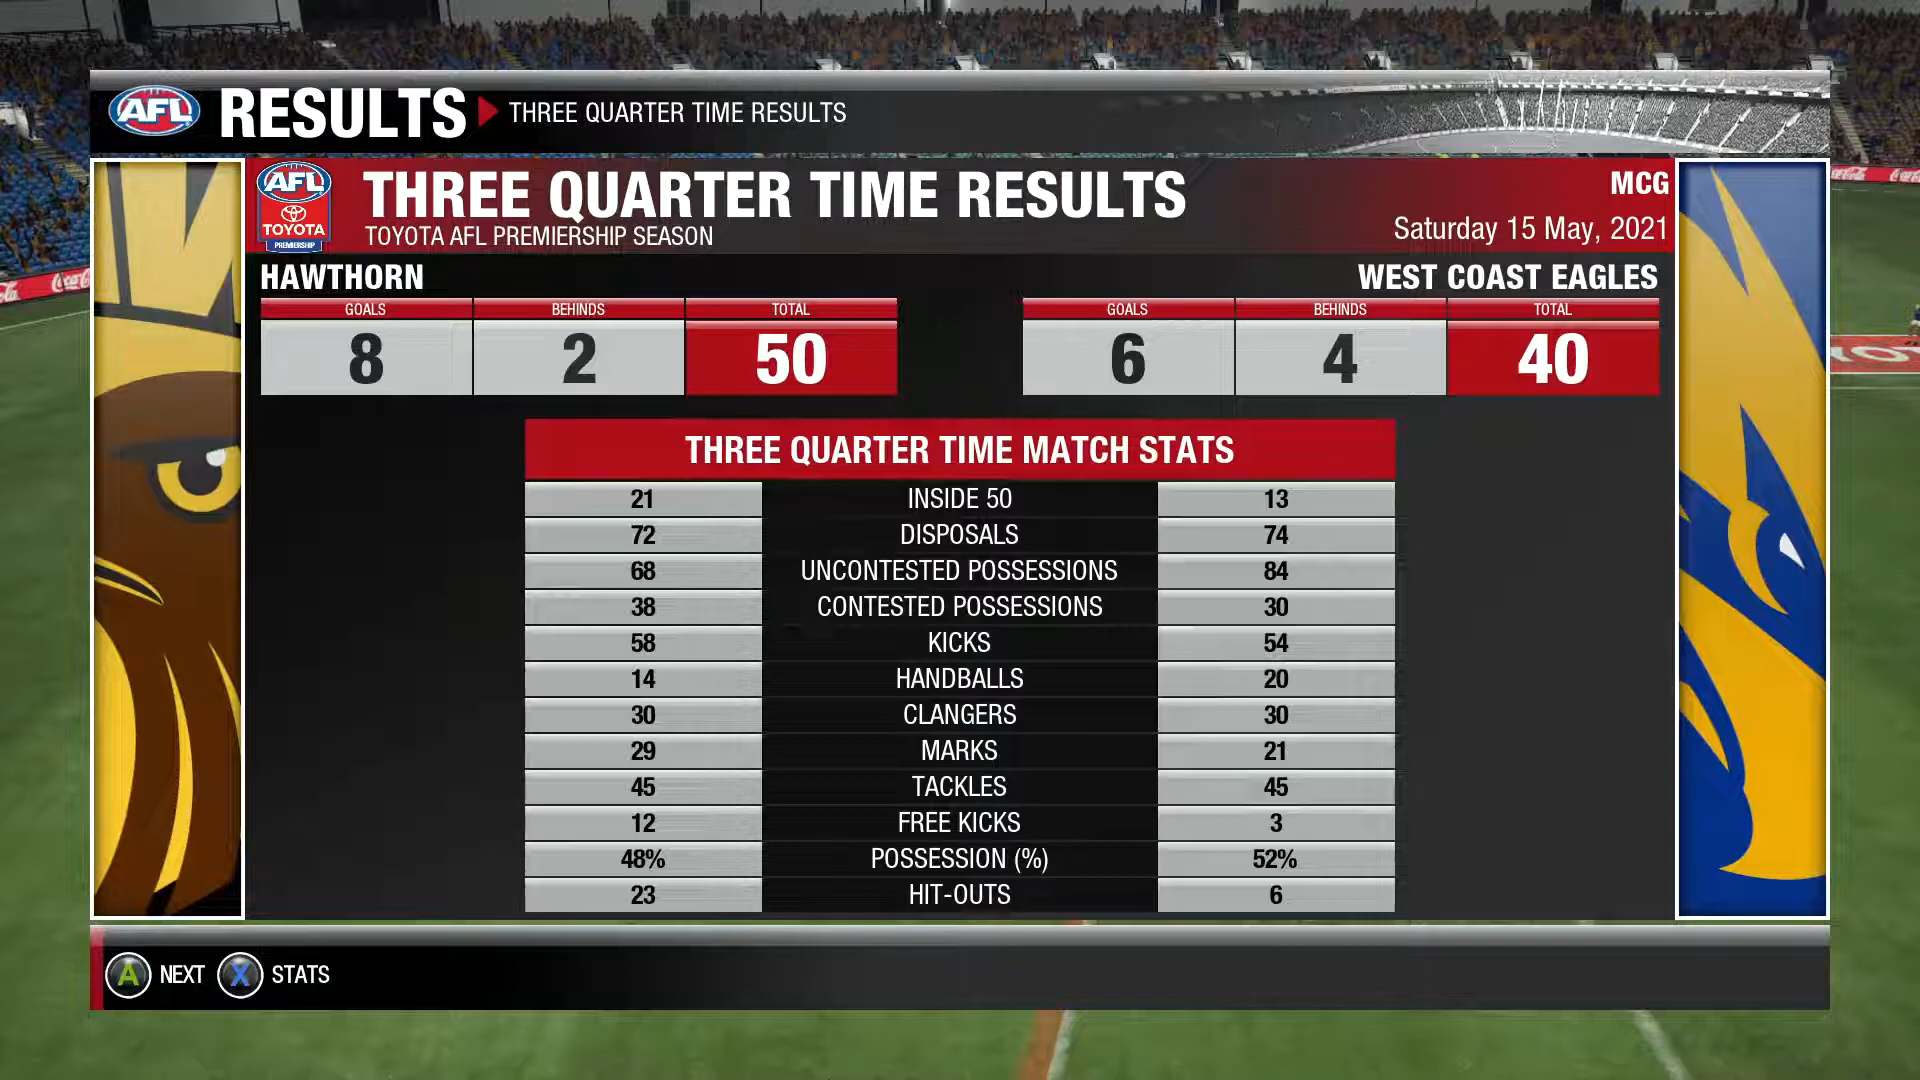 AFL RESULTS THREE QUARTER TIME RESULTS
AFL TOYOTA PREMIERSHIP
THREE QUARTER TIME RESULTS
MCG
TOYOTA AFL PREMIERSHIP SEASON
Saturday 15 May, 2021
HAWTHORN
WEST COAST EAGLES
GOALS BEHINDS TOTAL
GOALS BEHINDS TOTAL
8 2 50
6 4 40
THREE QUARTER TIME MATCH STATS
21 INSIDE 50 13
72 DISPOSALS 74
68 UNCONTESTED POSSESSIONS 84
38 CONTESTED POSSESSIONS 30
58 KICKS 54
14 HANDBALLS 20
30 CLANGERS 30
29 MARKS 21
45 TACKLES 45
12 FREE KICKS 3
48% POSSESSION (%) 52%
23 HIT-OUTS 6
A NEXT X STATS